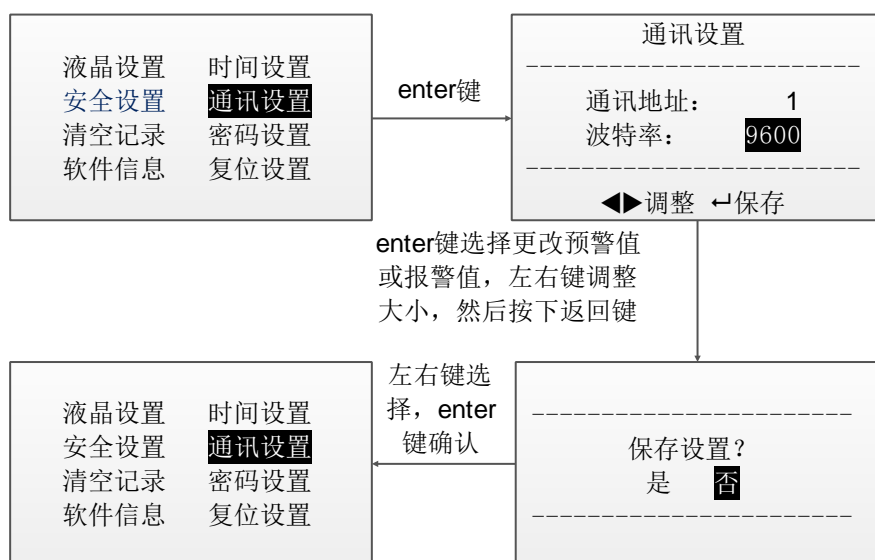 液晶设置 时间设置
安全设置 通讯设置
清空记录 密码设置
软件信息 复位设置
enter键
通讯设置
通讯地址： 1
波特率： 9600
◀▶调整 ↵保存
enter键选择更改预警值
或报警值，左右键调整
大小，然后按下返回键
保存设置？
是 否
左右键选
择，enter
键确认
液晶设置 时间设置
安全设置 通讯设置
清空记录 密码设置
软件信息 复位设置